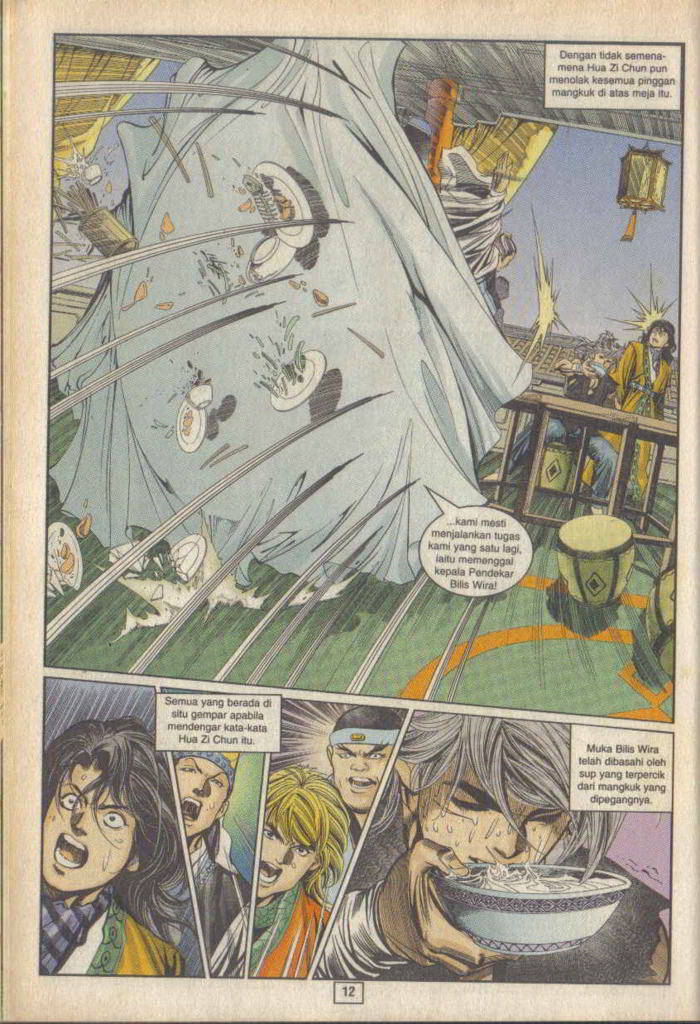 Dengan tidak semena-
mena Hua Zi Chun pun
menolak kesemua pinggan
mangkuk di atas meja itu.
...kami mesti
menjalankan tugas
kami yang satu lagi,
iaitu memenggal
kepala Pendekar
Bilis Wira!
Semua yang berada di
situ gempar apabila
mendengar kata-kata
Hua Zi Chun itu.
Muka Bilis Wira
telah dibasahi oleh
sup yang terpercik
dari mangkuk yang
dipegangnya.
12